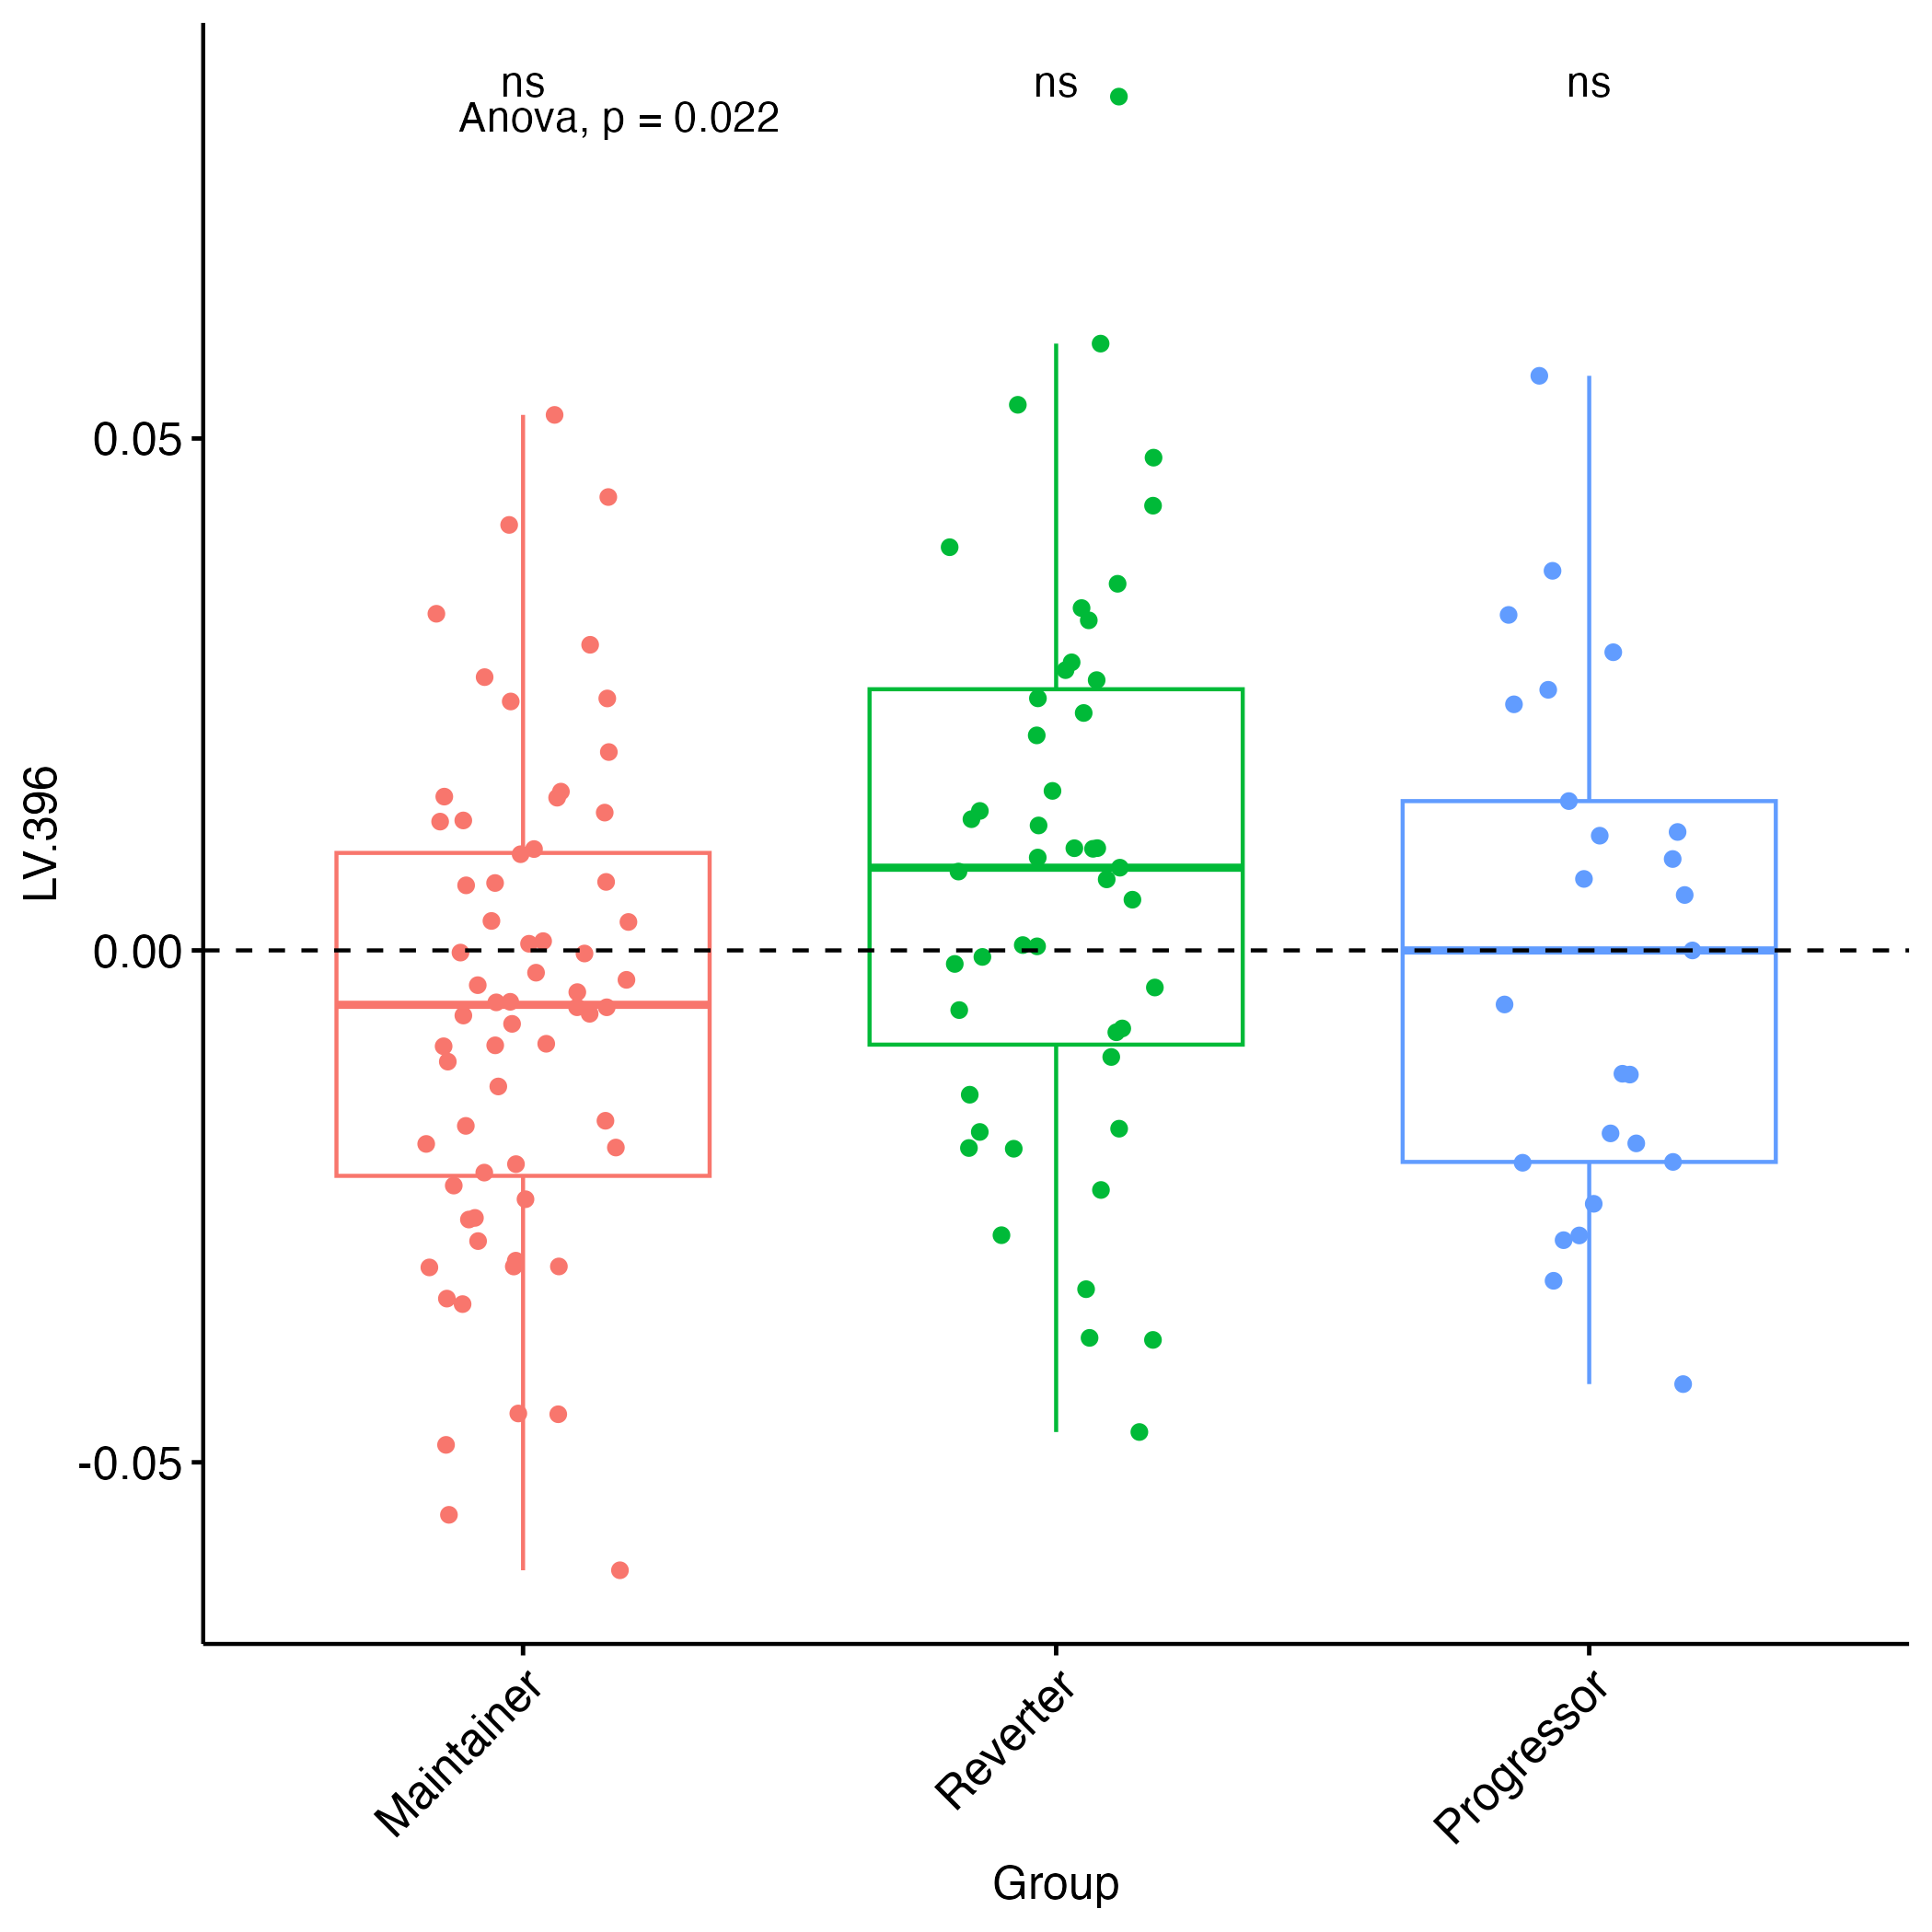 ns ns ns
Anova, p = 0.022
LV.396
0.05
0.00
-0.05
Maintainer Reverter Progressor
Group